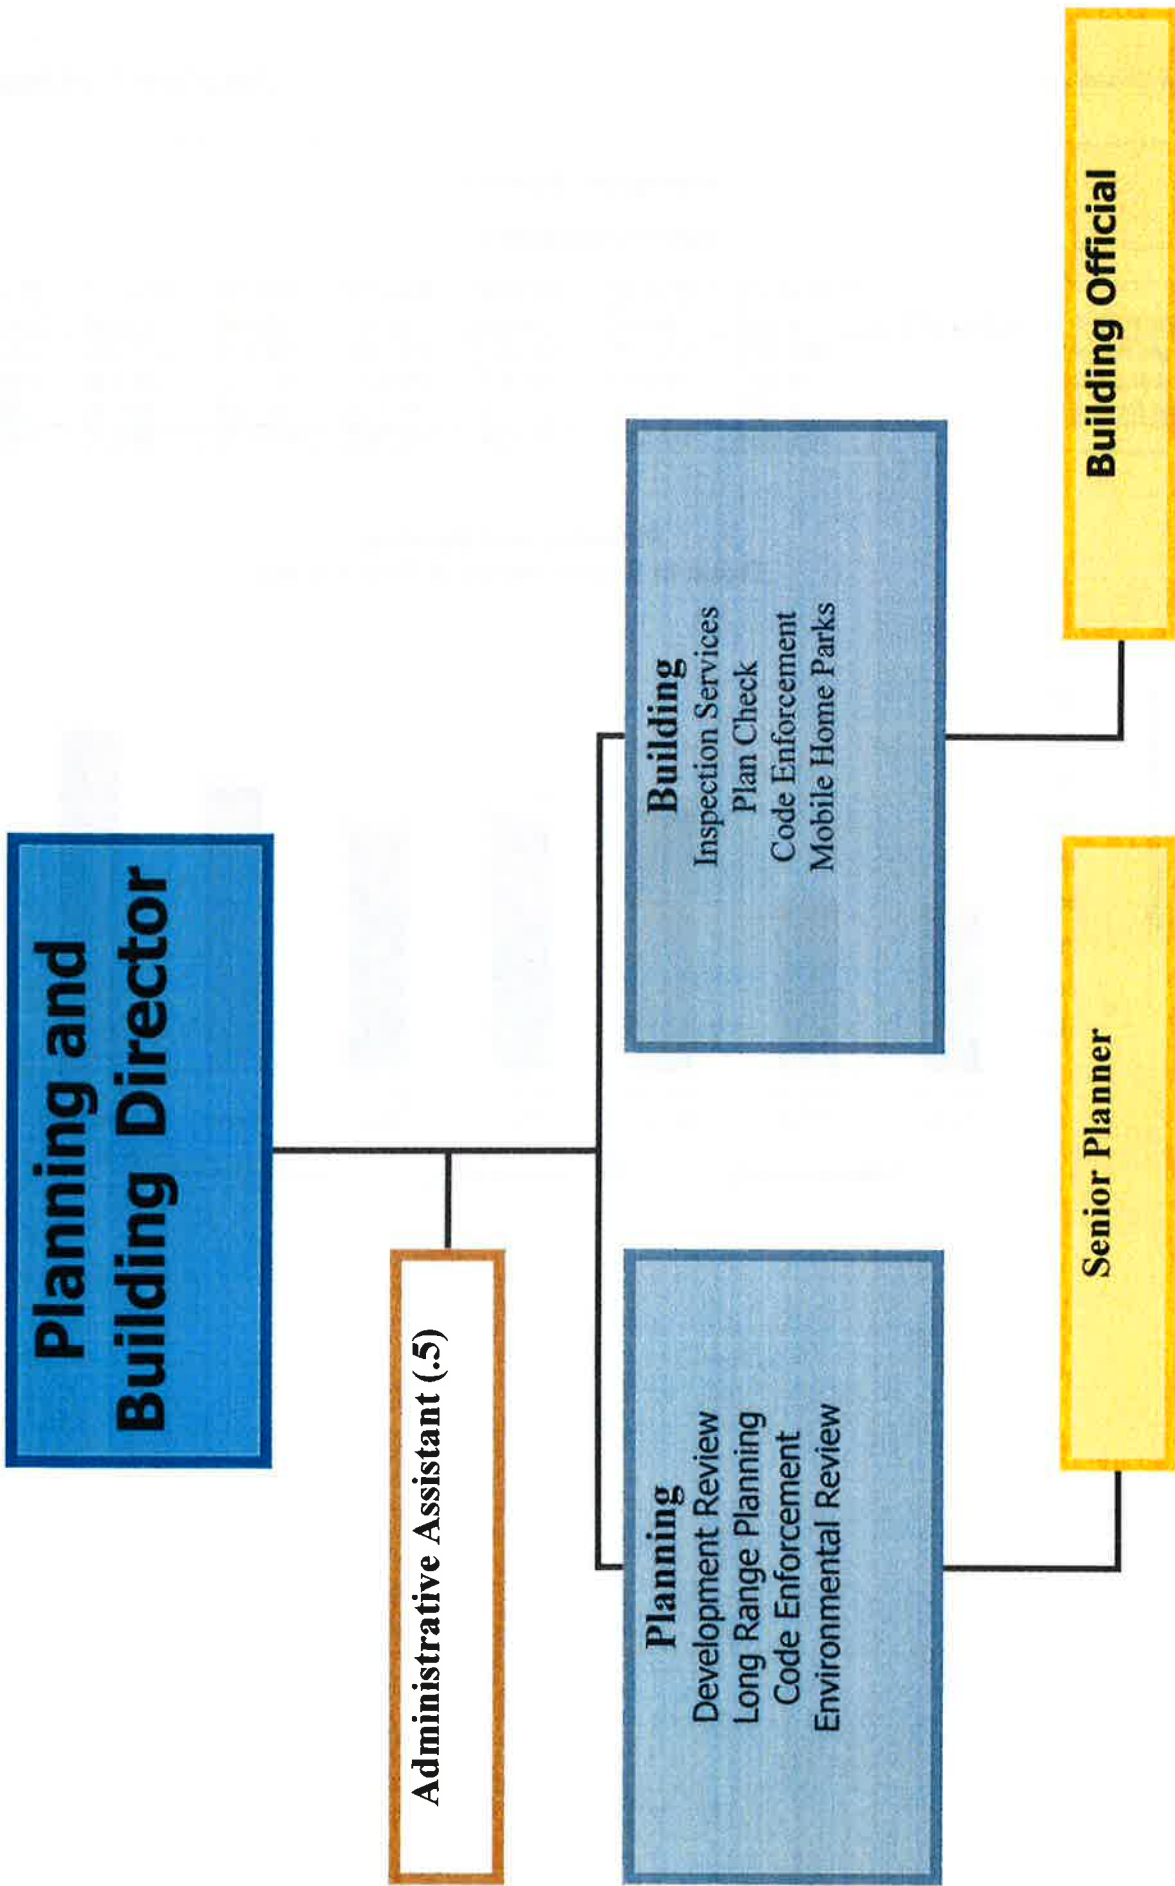 Planning and
Building Director
Administrative Assistant (.5)
Planning
Development Review
Long Range Planning
Code Enforcement
Environmental Review
Building
Inspection Services
Plan Check
Code Enforcement
Mobile Home Parks
Senior Planner
Building Official